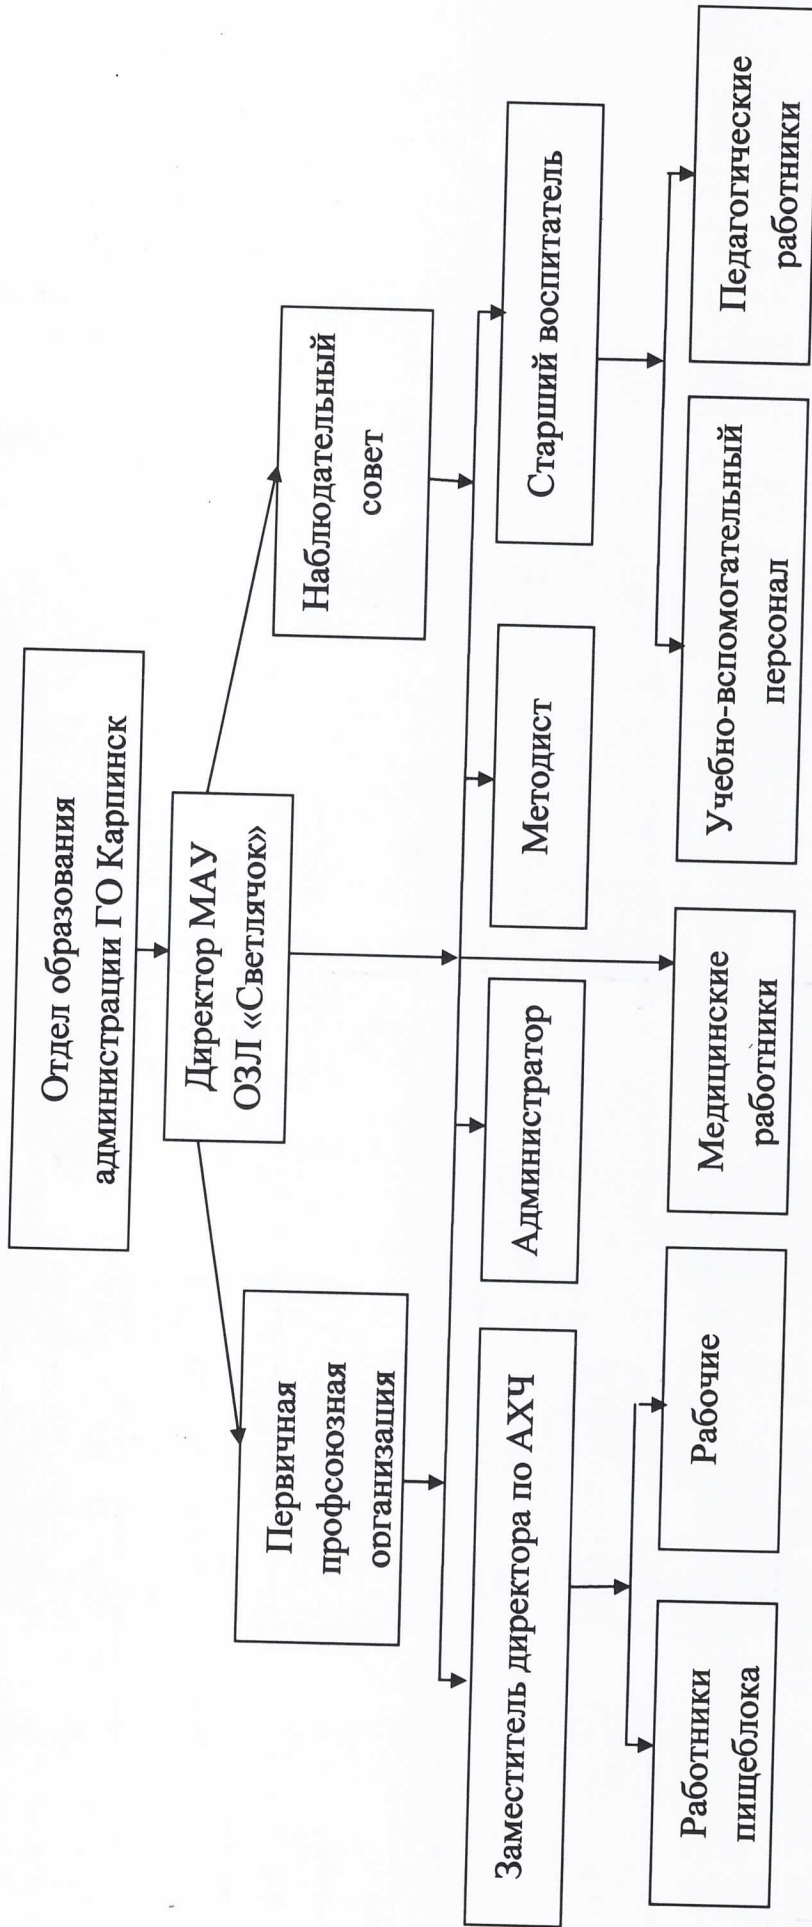 Отдел образования
администрации ГО Карпинск
Директор МАУ
ОЗЛ «Светлячок»
Первичная
профсоюзная
организация
Наблюдательный
совет
Заместитель директора по АХЧ
Администратор
Методист
Старший воспитатель
Работники
пищеблока
Рабочие
Медицинские
работники
Учебно-вспомогательный
персонал
Педагогические
работники